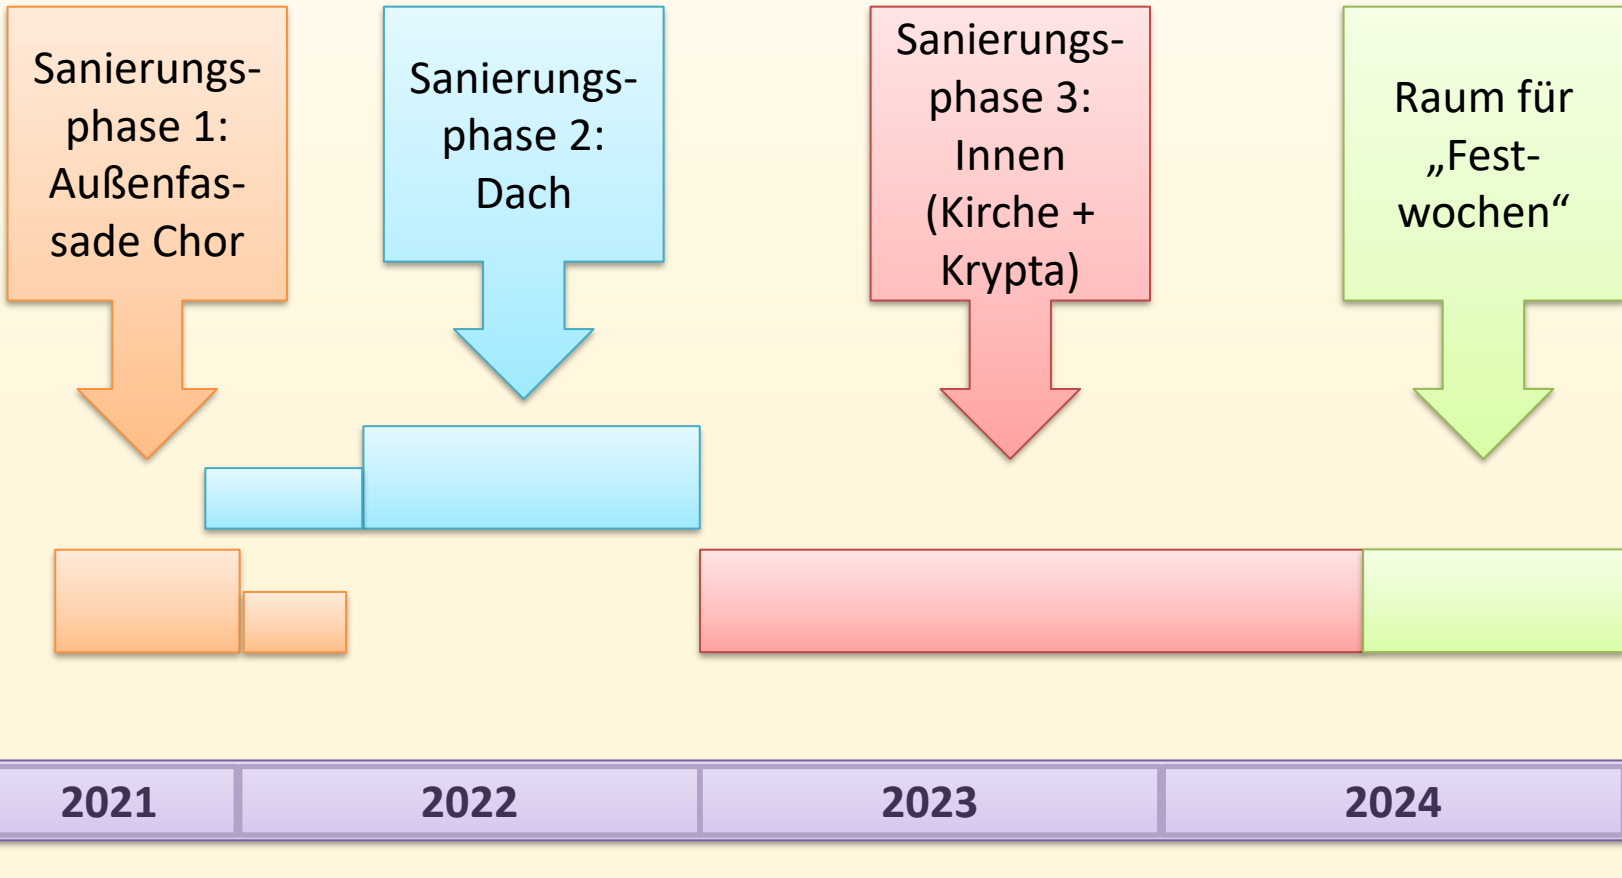 Sanierungs-
phase 1:
Außenfas-
sade Chor
Sanierungs-
phase 2:
Dach
Sanierungs-
phase 3:
Innen
(Kirche +
Krypta)
Raum für
„Fest-
wochen“
2021
2022
2023
2024